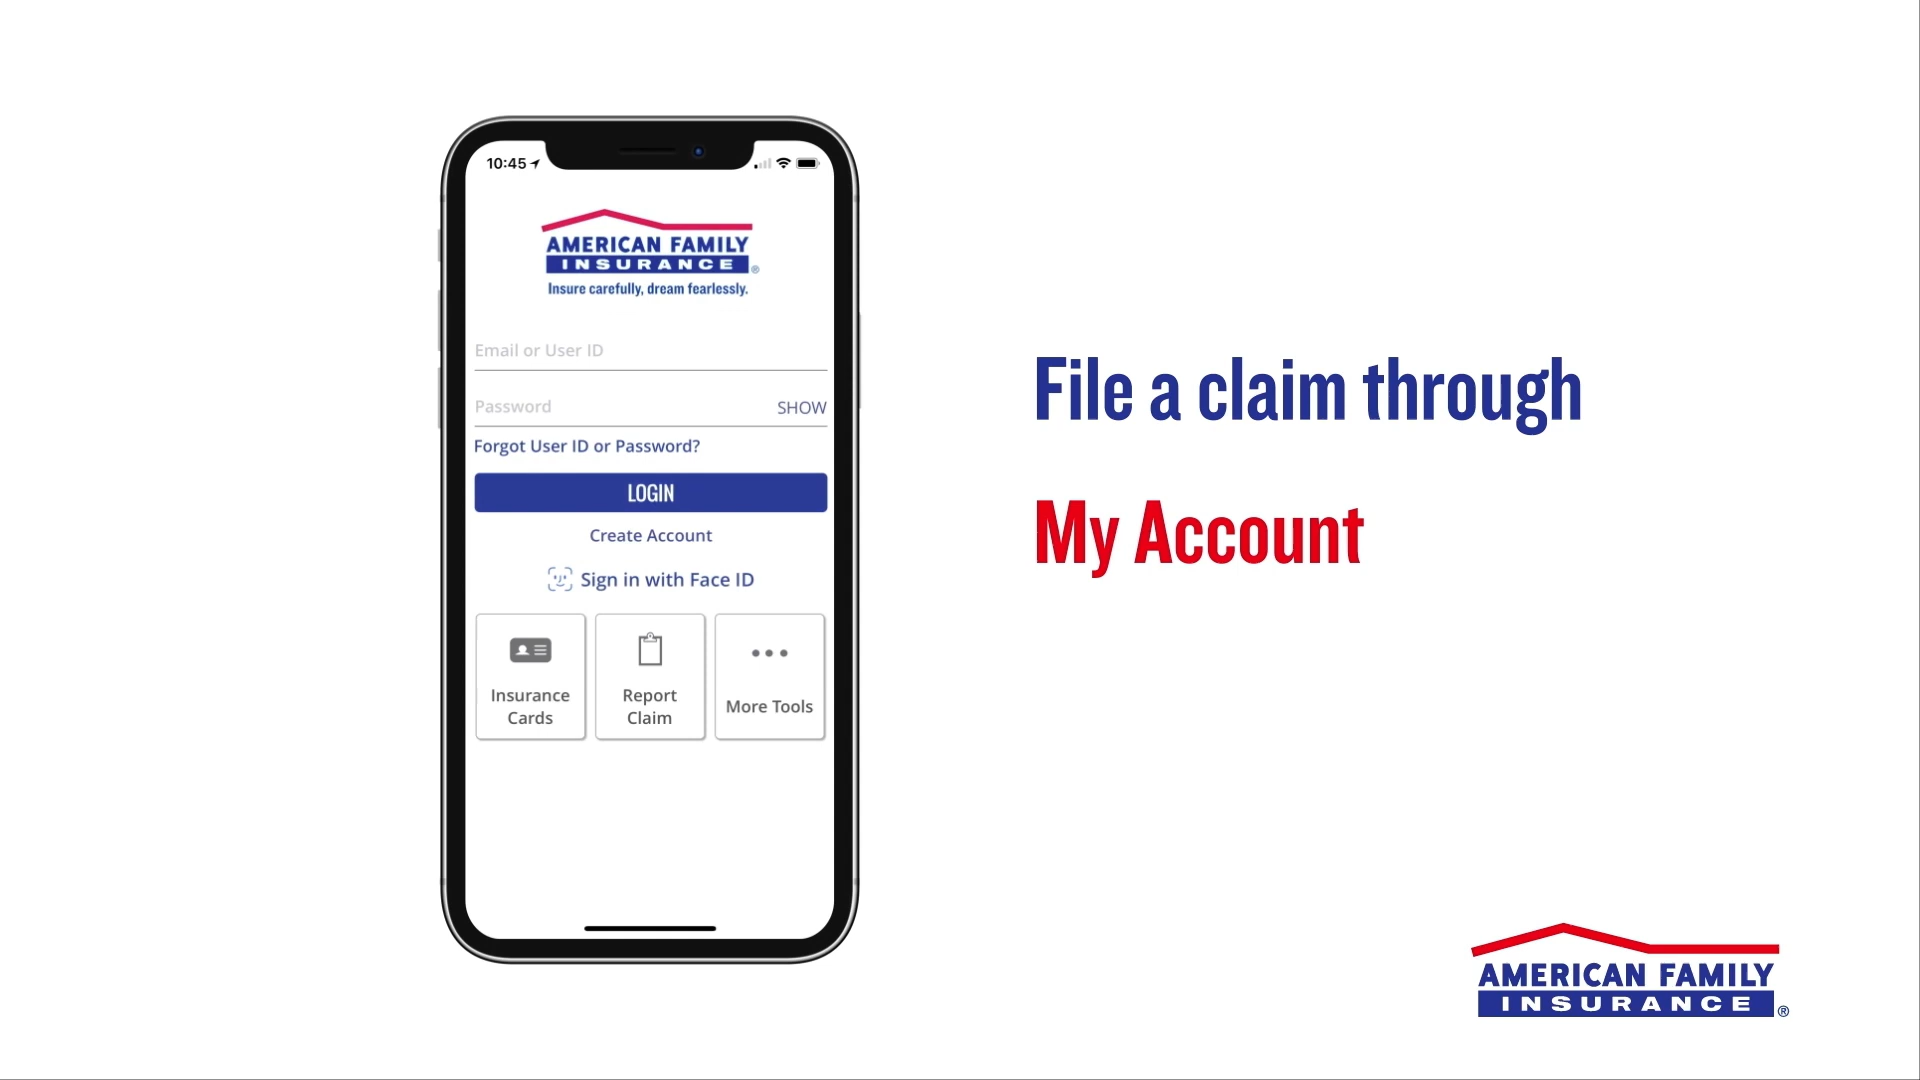 10:45
AMERICAN FAMILY
INSURANCE ®
Insure carefully, dream fearlessly.
Email or User ID
Password SHOW
Forgot User ID or Password?
LOGIN
Create Account
Sign in with Face ID
Insurance
Cards
Report
Claim
More Tools
File a claim through
My Account
AMERICAN FAMILY
INSURANCE ®